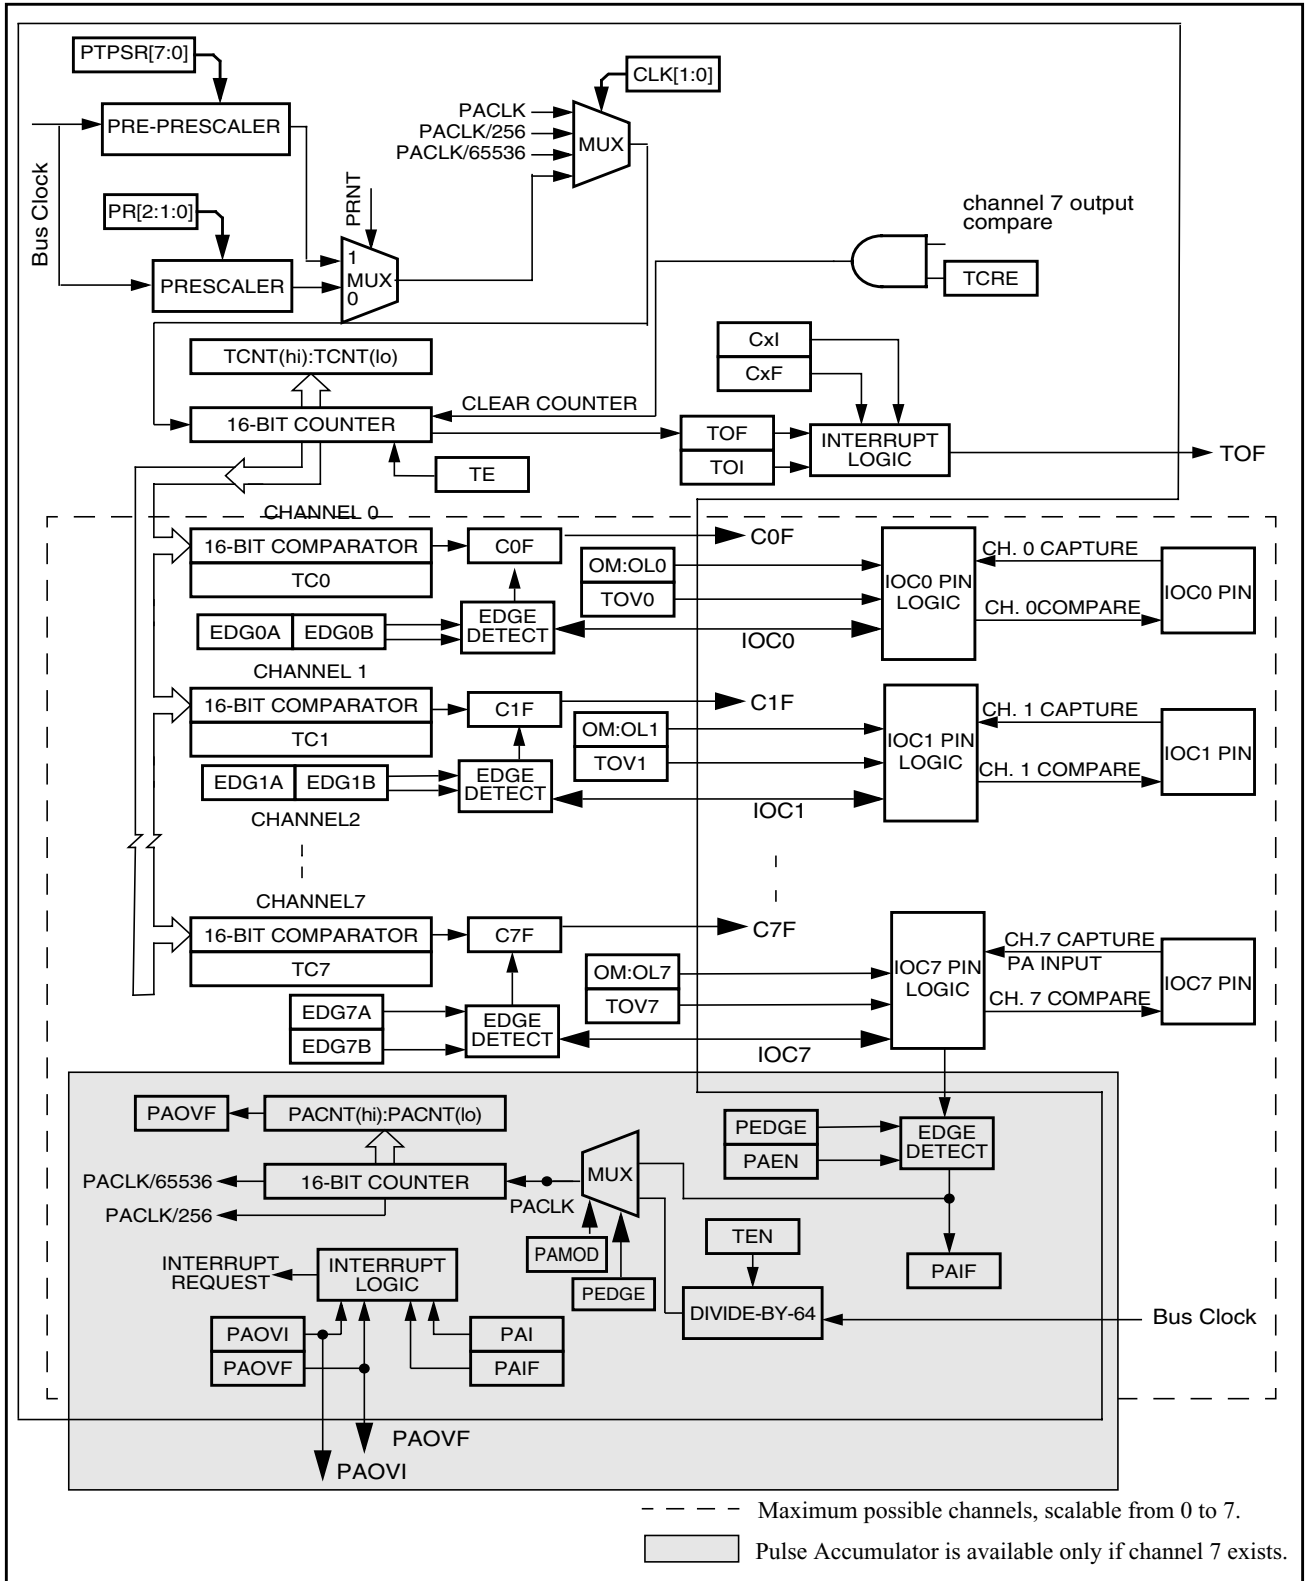 PTPSR[7:0]
CLK[1:0]
PRE-PRESCALER
PACLK
PACLK/256
PACLK/65536
MUX
Bus Clock
PR[2:1:0]
PRNT
channel 7 output
compare
1
MUX
0
PRESCALER
TCRE
TCNT(hi):TCNT(lo)
CxI
CxF
CLEAR COUNTER
16-BIT COUNTER
TOF
TOI
INTERRUPT
LOGIC
TOF
TE
CHANNEL 0
16-BIT COMPARATOR
TC0
C0F
C0F
OM:OL0
TOV0
IOC0 PIN
LOGIC
CH. 0 CAPTURE
CH. 0COMPARE
IOC0 PIN
EDG0A
EDG0B
EDGE
DETECT
IOC0
CHANNEL 1
16-BIT COMPARATOR
TC1
C1F
C1F
OM:OL1
TOV1
IOC1 PIN
LOGIC
CH. 1 CAPTURE
CH. 1 COMPARE
IOC1 PIN
EDG1A
EDG1B
EDGE
DETECT
IOC1
CHANNEL2
CHANNEL7
16-BIT COMPARATOR
TC7
C7F
C7F
OM:OL7
TOV7
IOC7 PIN
LOGIC
CH.7 CAPTURE
PA INPUT
CH. 7 COMPARE
IOC7 PIN
EDG7A
EDG7B
EDGE
DETECT
IOC7
PAOVF
PACNT(hi):PACNT(lo)
PEDGE
PAEN
EDGE
DETECT
MUX
PACLK/65536
16-BIT COUNTER
PACLK
PACLK/256
TEN
PAMOD
INTERRUPT
REQUEST
INTERRUPT
LOGIC
PAIF
PEDGE
DIVIDE-BY-64
Bus Clock
PAOVI
PAOVF
PAI
PAIF
PAOVF
PAOVI
Maximum possible channels, scalable from 0 to 7.
Pulse Accumulator is available only if channel 7 exists.